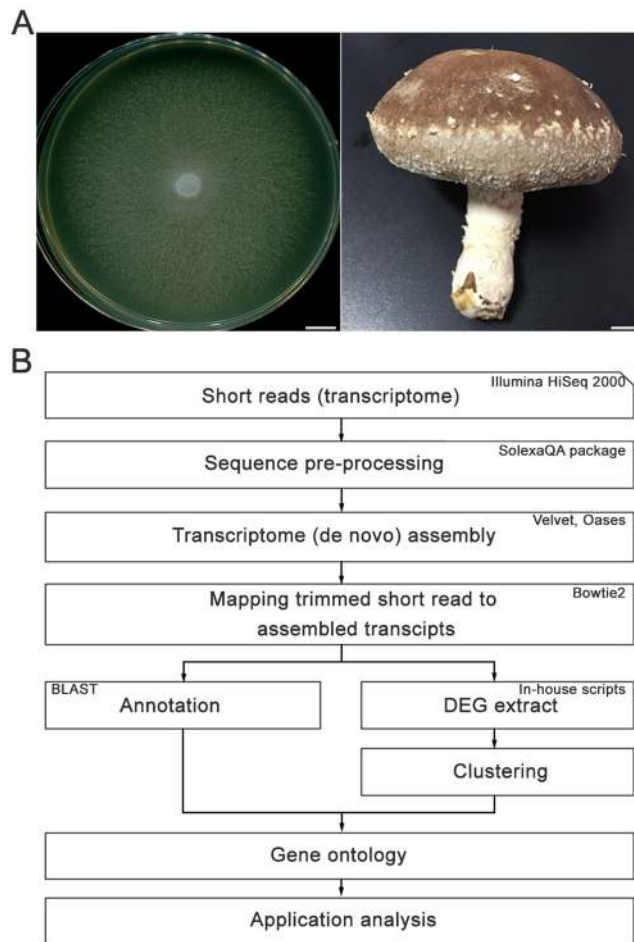 A
B
Illumina HiSeq 2000
Short reads (transcriptome)
SolexaQA package
Sequence pre-processing
Velvet, Oases
Transcriptome (de novo) assembly
Bowtie2
Mapping trimmed short read to
assembled transcipts
BLAST
Annotation
In-house scripts
DEG extract
Clustering
Gene ontology
Application analysis